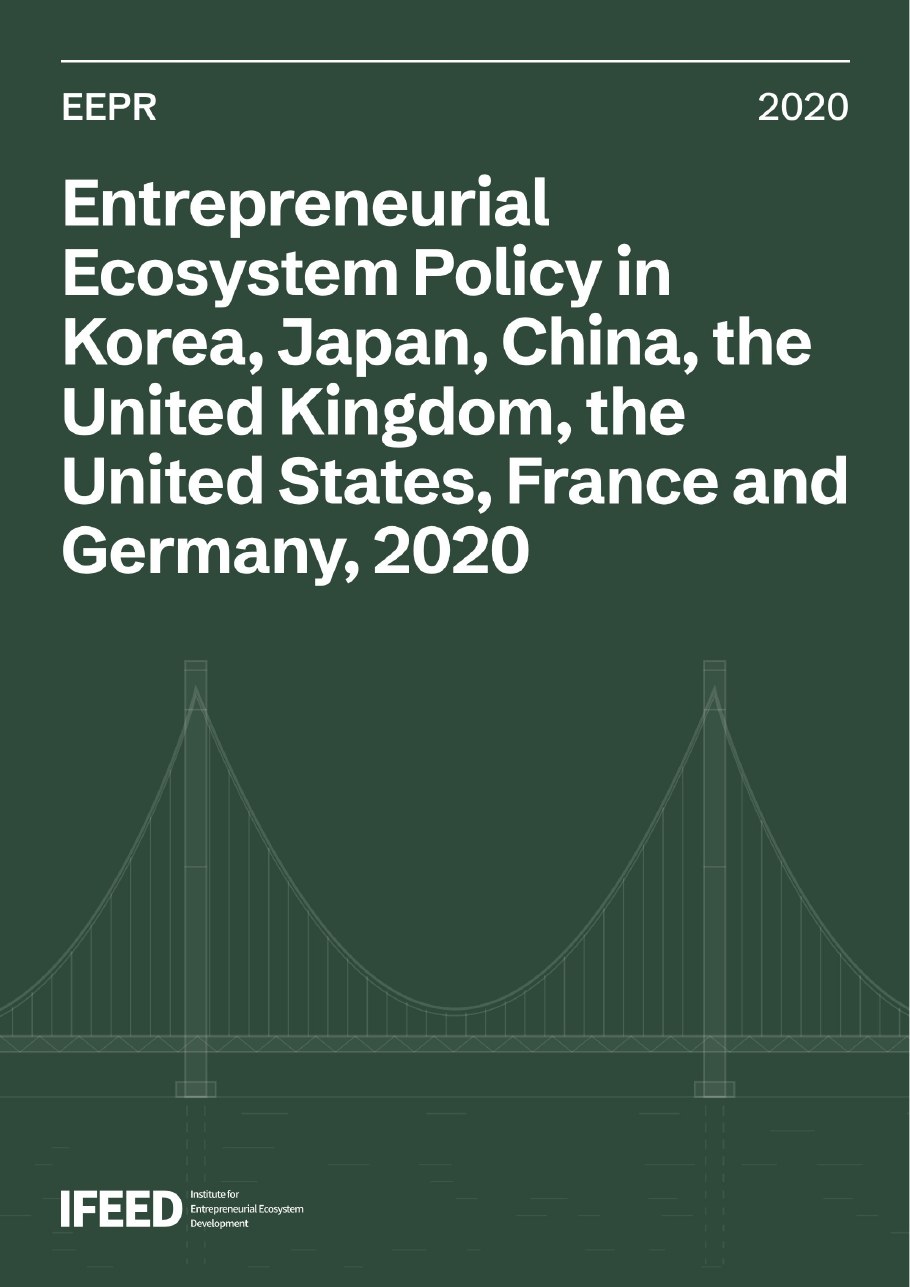 EEPR
2020
Entrepreneurial
Ecosystem Policy in
Korea, Japan, China, the
United Kingdom, the
United States, France and
Germany, 2020
IFEED
Institute for
Entrepreneurial Ecosystem
Development